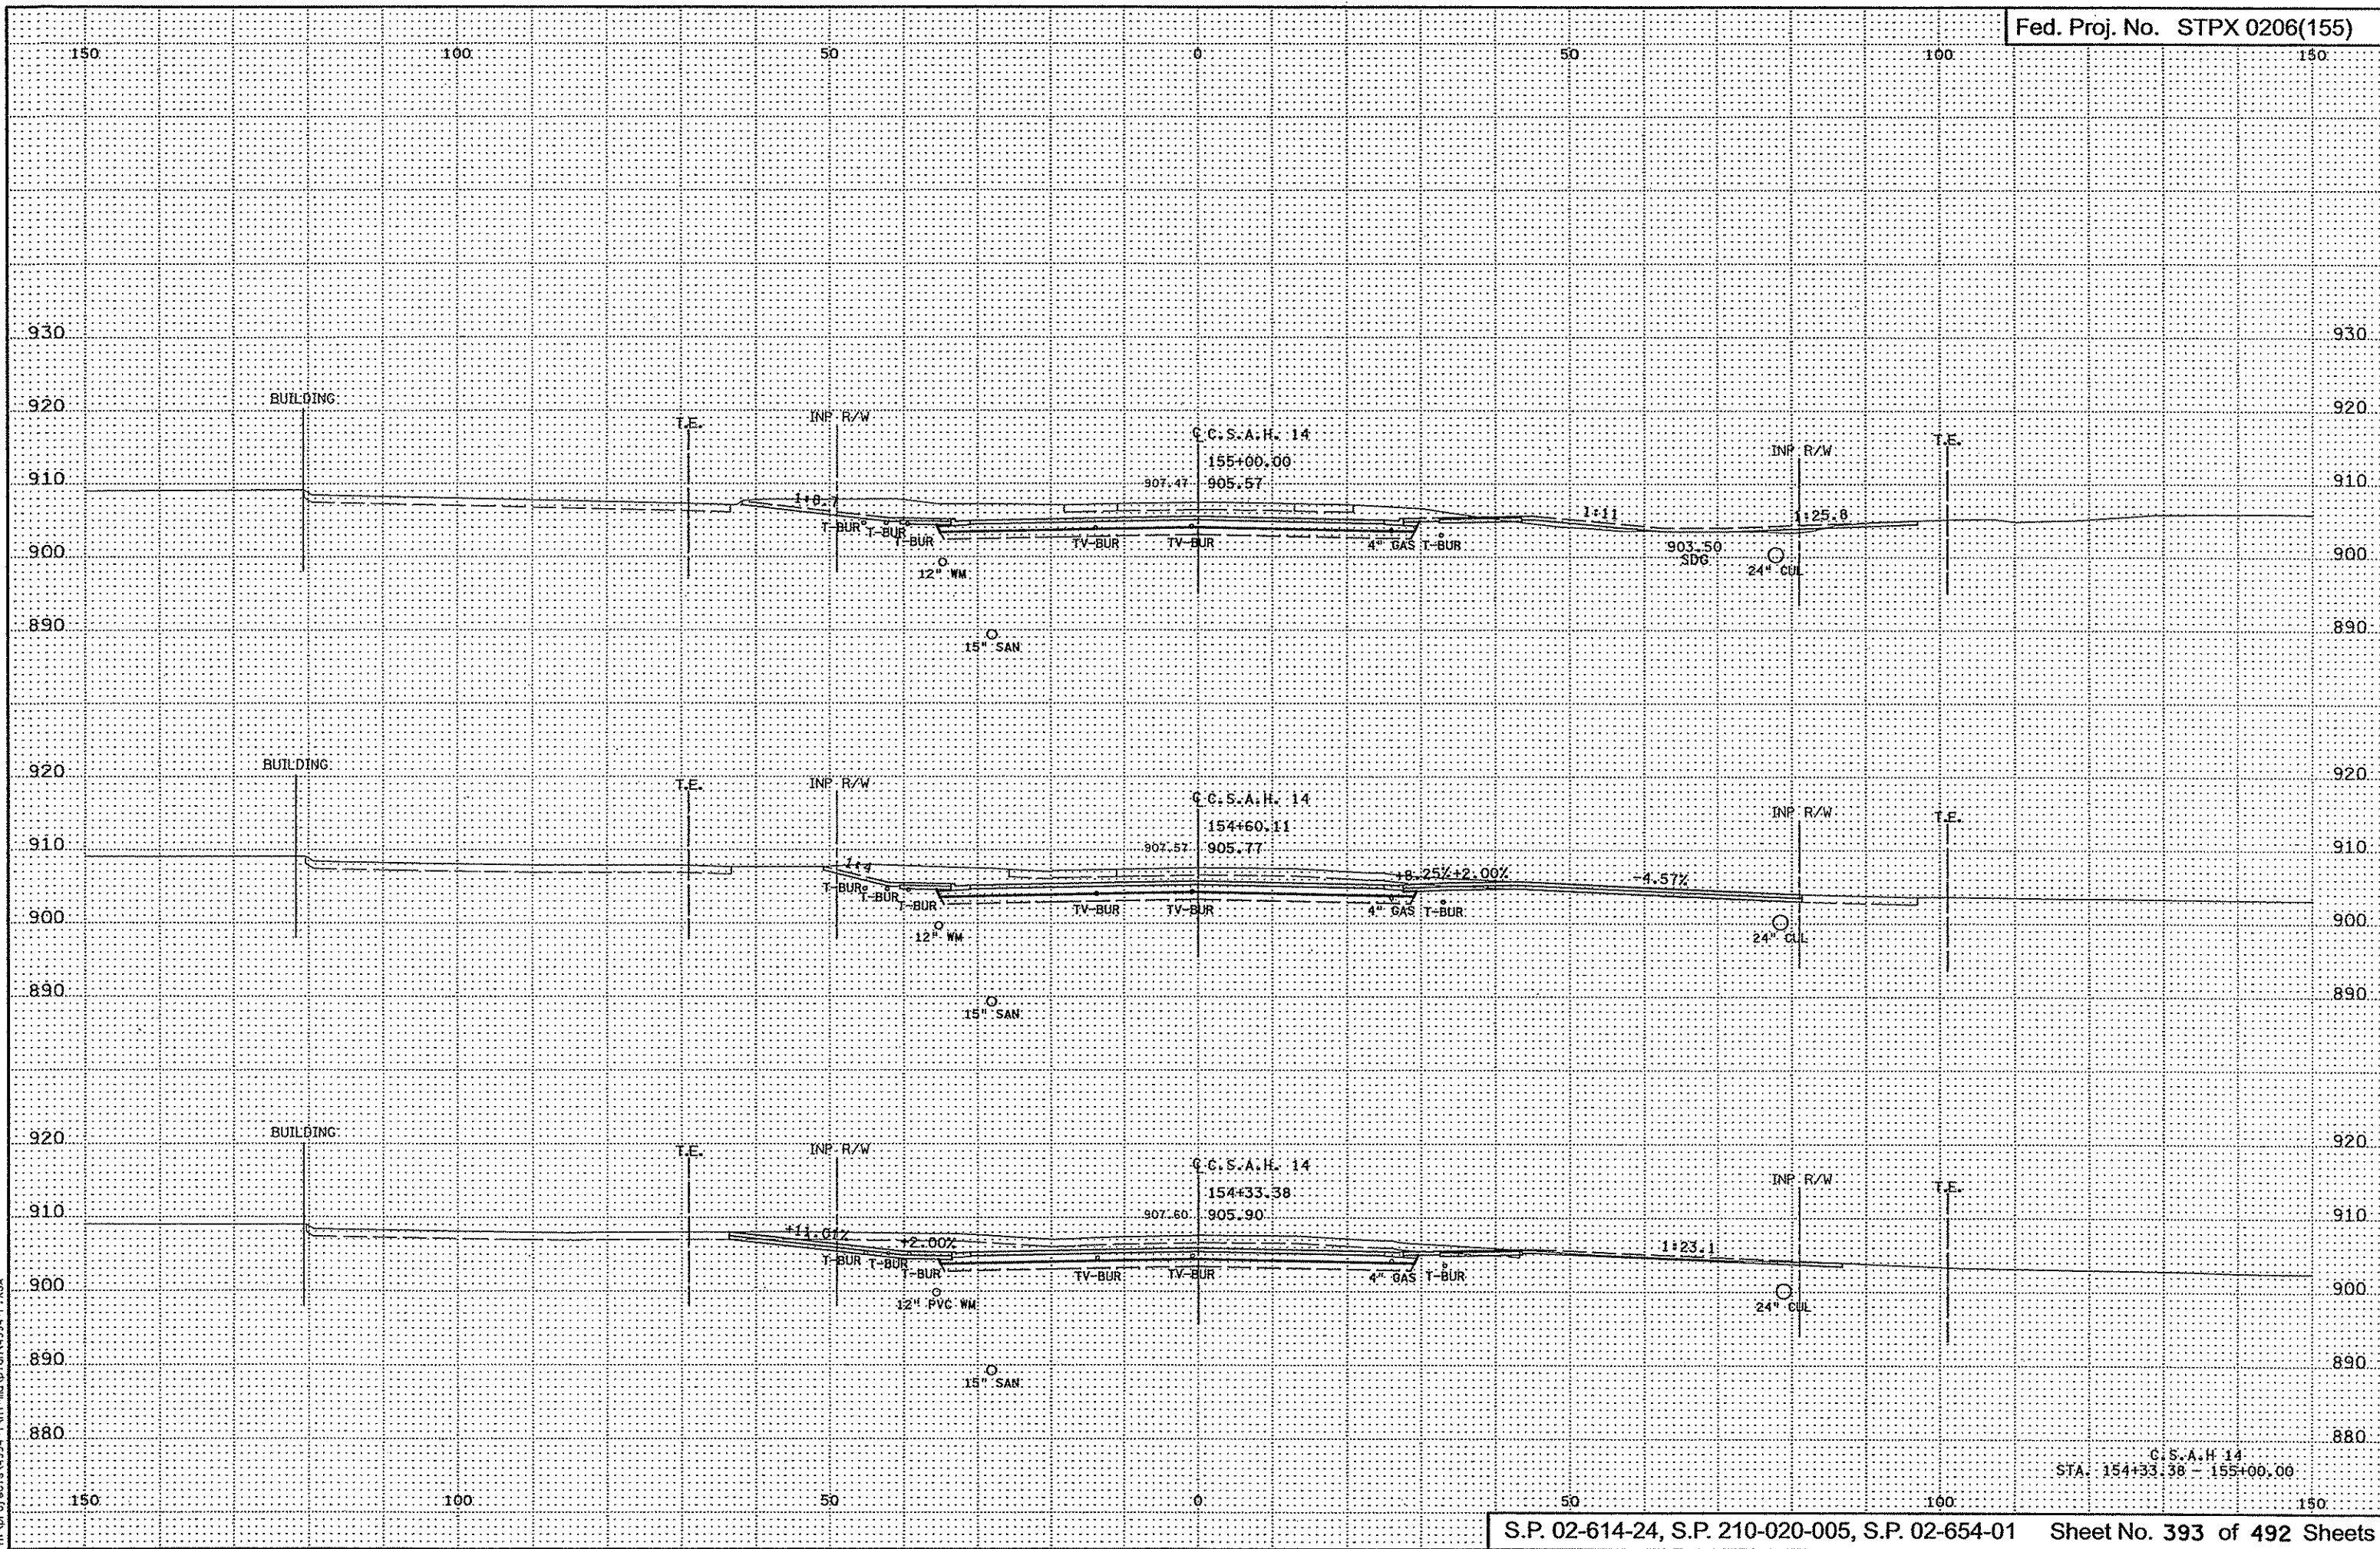 Fed. Proj. No. STPX 0206(155)
150 100 50 0 50 100 150
930 930
920 920
BUILDING
T.E.
INP R/W
℄ C.S.A.H. 14
155+00.00
907.47 905.57
INP R/W
T.E.
910 910
1:8.7
T-BUR
T-BUR
T-BUR
TV-BUR
TV-BUR
4" GAS
T-BUR
1:11
1:25.8
903.50
SDG
24" CUL
900 900
12" WM
890 890
15" SAN
920 920
BUILDING
T.E.
INP R/W
℄ C.S.A.H. 14
154+60.11
907.57 905.77
INP R/W
T.E.
910 910
1:4
T-BUR
T-BUR
T-BUR
TV-BUR
TV-BUR
4" GAS
T-BUR
+8.25% +2.00%
-4.57%
24" CUL
900 900
12" WM
890 890
15" SAN
920 920
BUILDING
T.E.
INP R/W
℄ C.S.A.H. 14
154+33.38
907.60 905.90
INP R/W
T.E.
910 910
+11.01%
+2.00%
T-BUR
T-BUR
T-BUR
TV-BUR
TV-BUR
4" GAS
T-BUR
1:23.1
24" CUL
900 900
12" PVC WM
890 890
15" SAN
880 880
C.S.A.H 14
STA. 154+33.38 - 155+00.00
150 100 50 0 50 100 150
S.P. 02-614-24, S.P. 210-020-005, S.P. 02-654-01 Sheet No. 393 of 492 Sheets